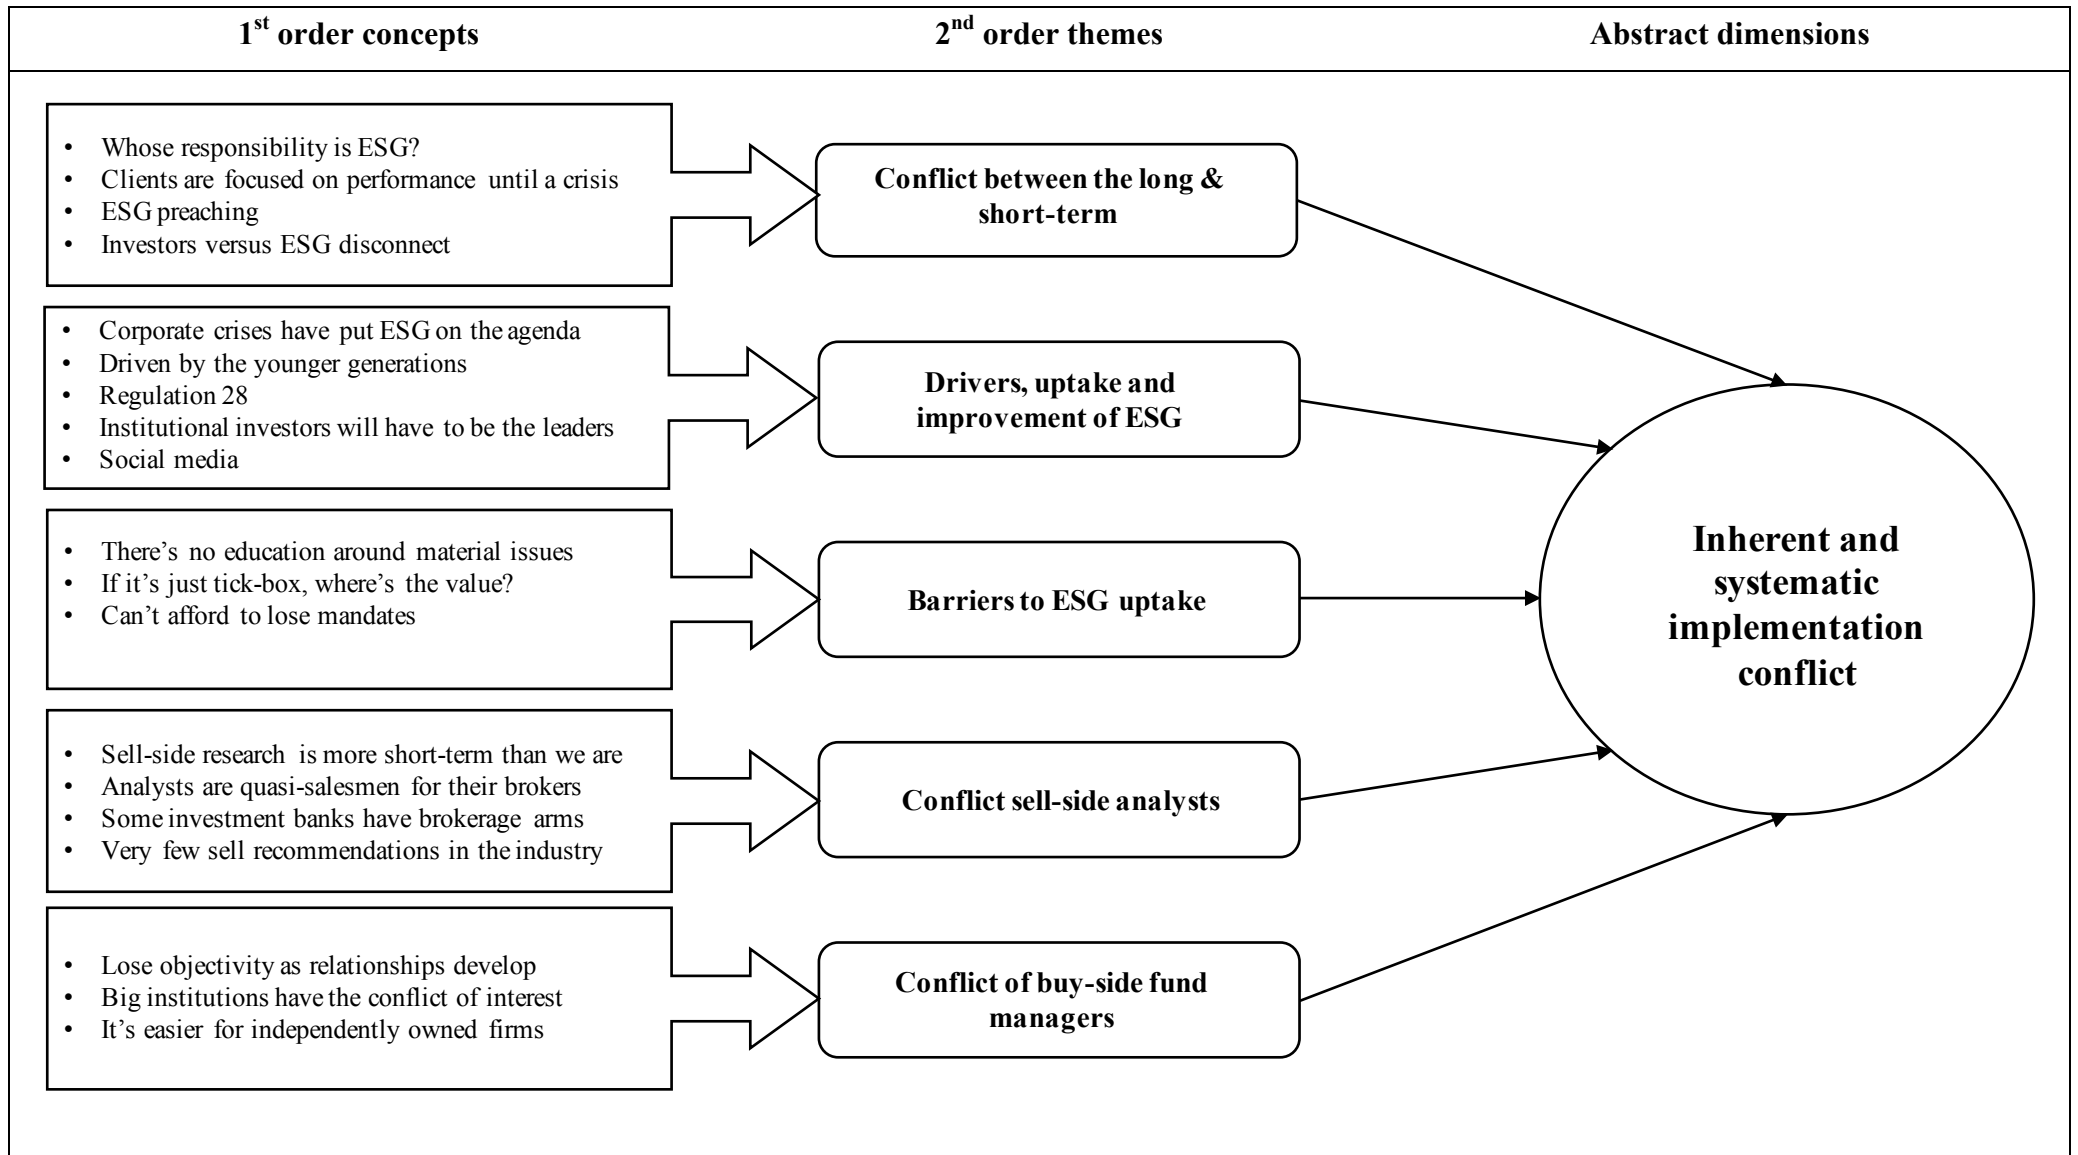 1st order concepts
2nd order themes
Abstract dimensions
• Whose responsibility is ESG?
• Clients are focused on performance until a crisis
• ESG preaching
• Investors versus ESG disconnect
Conflict between the long &
short-term
• Corporate crises have put ESG on the agenda
• Driven by the younger generations
• Regulation 28
• Institutional investors will have to be the leaders
• Social media
Drivers, uptake and
improvement of ESG
• There's no education around material issues
• If it's just tick-box, where's the value?
• Can't afford to lose mandates
Barriers to ESG uptake
• Sell-side research is more short-term than we are
• Analysts are quasi-salesmen for their brokers
• Some investment banks have brokerage arms
• Very few sell recommendations in the industry
Conflict sell-side analysts
• Lose objectivity as relationships develop
• Big institutions have the conflict of interest
• It's easier for independently owned firms
Conflict of buy-side fund
managers
Inherent and
systematic
implementation
conflict